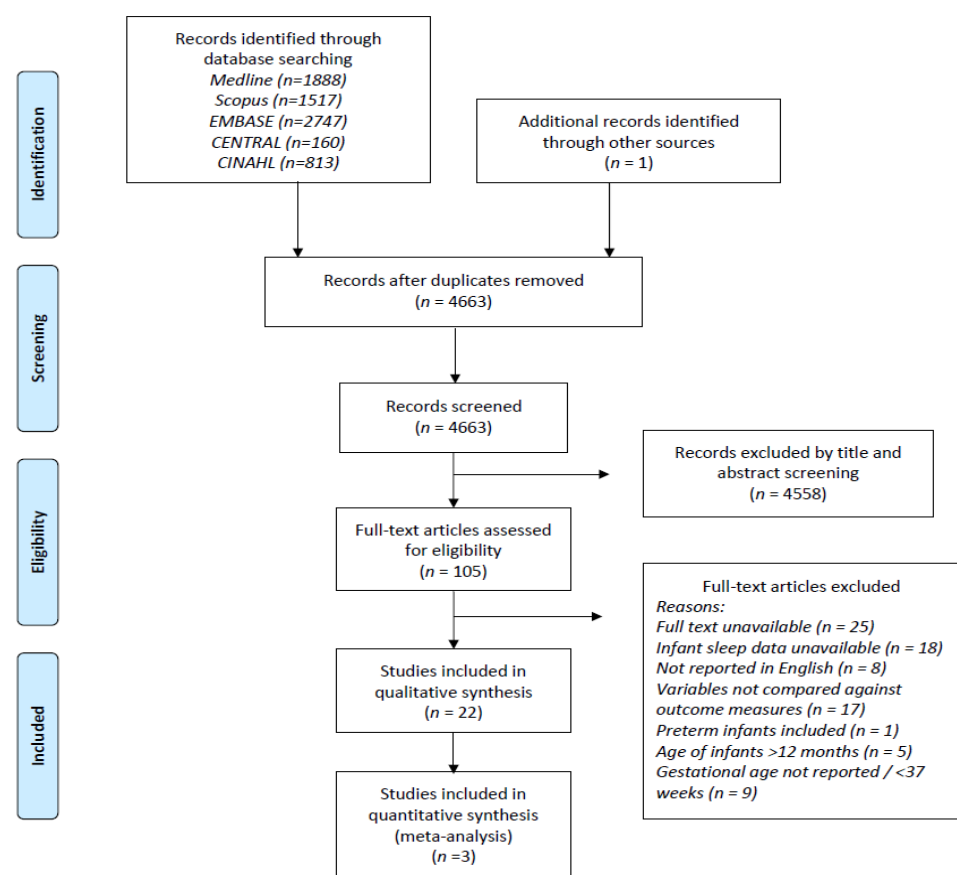 Identification
Records identified through
database searching
Medline (n=1888)
Scopus (n=1517)
EMBASE (n=2747)
CENTRAL (n=160)
CINAHL (n=813)
Additional records identified
through other sources
(n = 1)
Screening
Records after duplicates removed
(n = 4663)
Records screened
(n = 4663)
Records excluded by title and
abstract screening
(n = 4558)
Eligibility
Full-text articles assessed
for eligibility
(n = 105)
Full-text articles excluded
Reasons:
Full text unavailable (n = 25)
Infant sleep data unavailable (n = 18)
Not reported in English (n = 8)
Variables not compared against
outcome measures (n = 17)
Preterm infants included (n = 1)
Age of infants >12 months (n = 5)
Gestational age not reported / <37
weeks (n = 9)
Included
Studies included in
qualitative synthesis
(n = 22)
Studies included in
quantitative synthesis
(meta-analysis)
(n =3)